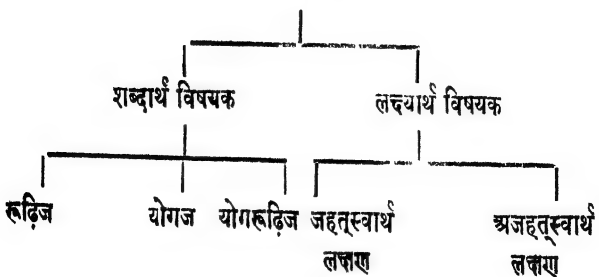 शब्दार्थ विषयक लक्ष्यार्थ विषयक
रूढ़िज योगज योगरूढ़िज जहत्स्वार्थ अजहत्स्वार्थ
लक्षण लक्षण